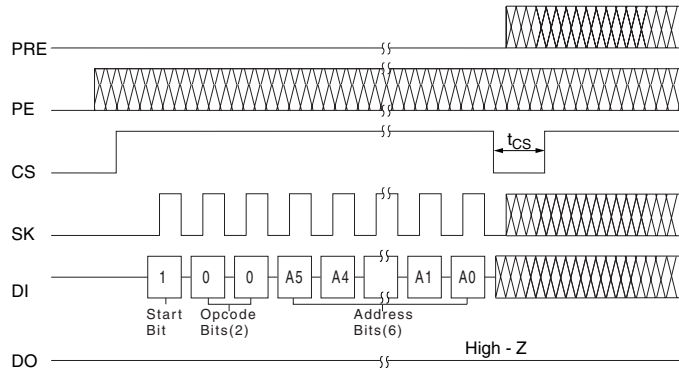 PRE
PE
CS
tCS
SK
DI
1 0 0 A5 A4 A1 A0
Start Bit
Opcode Bits(2)
Address Bits(6)
DO
High - Z